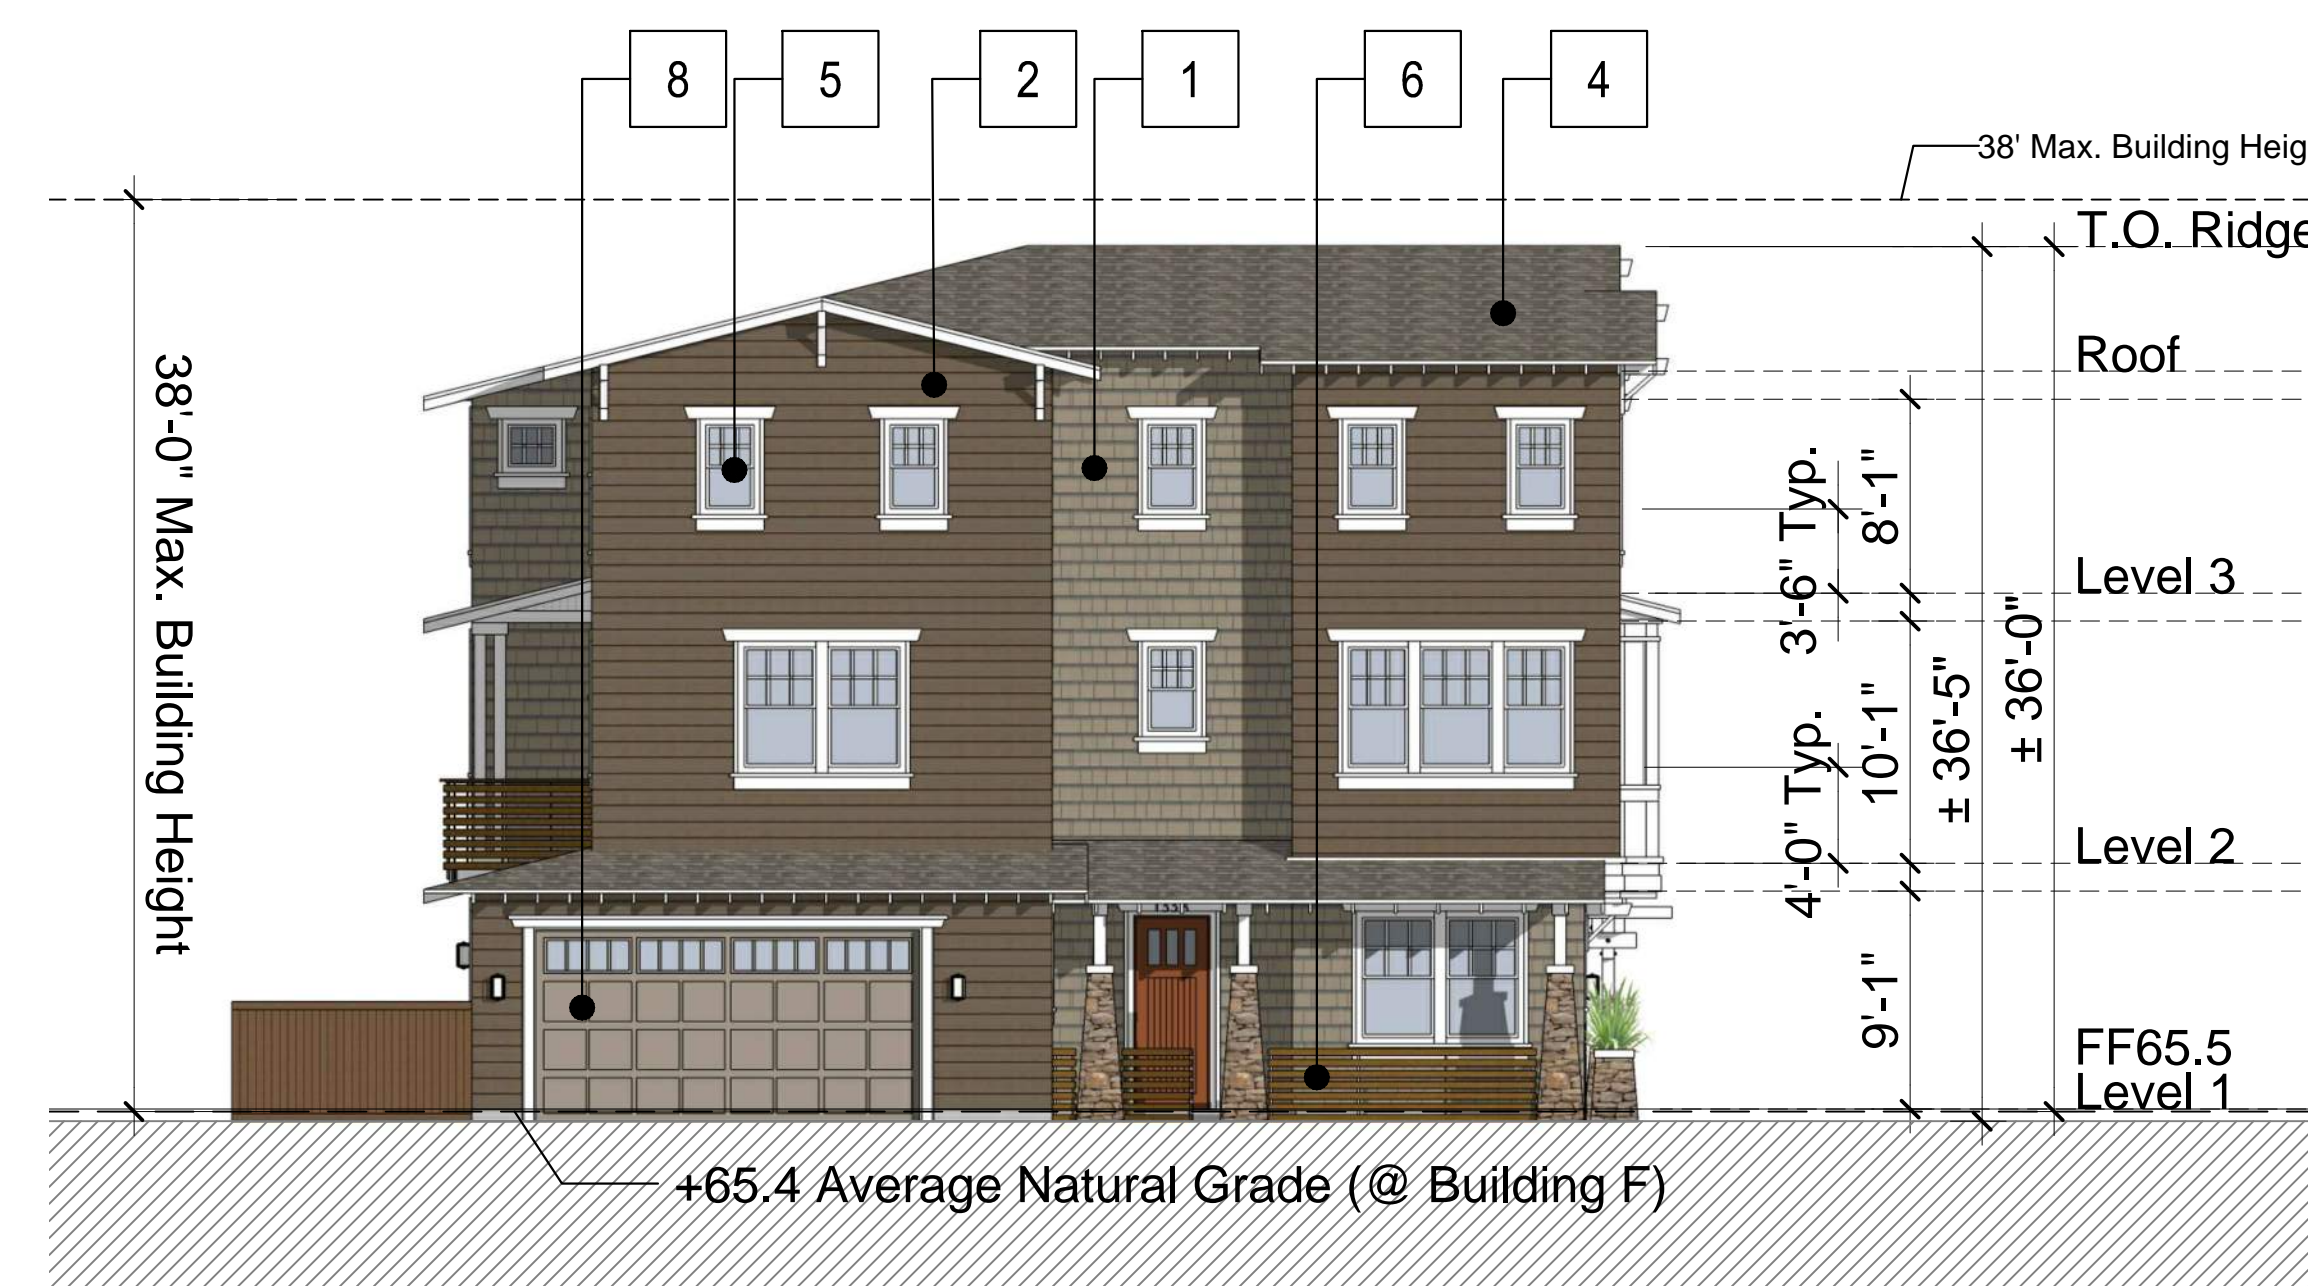 8
5
2
1
6
4
38' Max. Building Heig
T.O. Ridge
Roof
Level 3
Level 2
FF65.5
Level 1
38'-0" Max. Building Height
3'-6" Typ.
8'-1"
4'-0" Typ.
10'-1"
± 36'-5"
± 36'-0"
9'-1"
+65.4 Average Natural Grade (@ Building F)